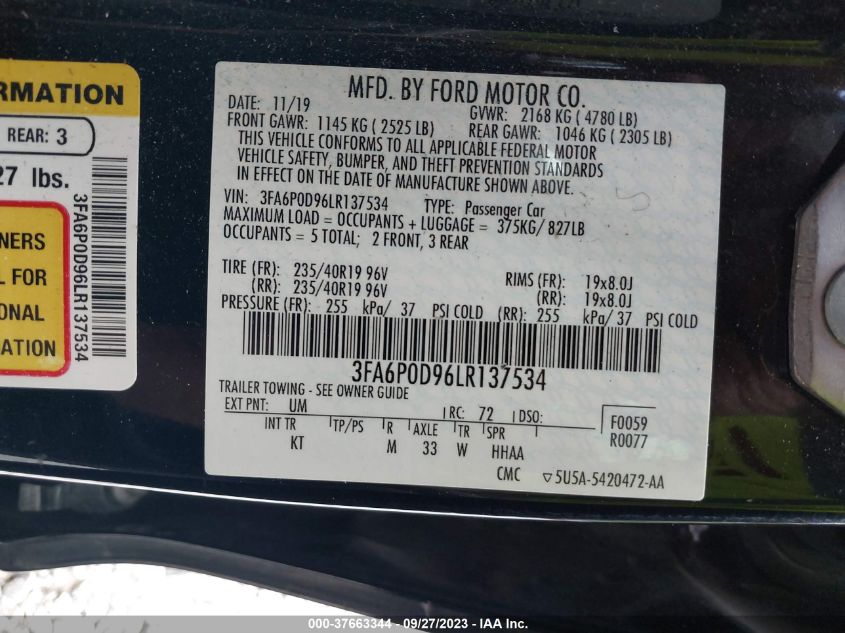 RMATION
REAR: 3
27 lbs.
NERS
L FOR
ONAL
ATION
3FA6P0D96LR137534
MFD. BY FORD MOTOR CO.
DATE: 11/19 GVWR: 2168 KG ( 4780 LB)
FRONT GAWR: 1145 KG ( 2525 LB) REAR GAWR: 1046 KG ( 2305 LB)
THIS VEHICLE CONFORMS TO ALL APPLICABLE FEDERAL MOTOR
VEHICLE SAFETY, BUMPER, AND THEFT PREVENTION STANDARDS
IN EFFECT ON THE DATE OF MANUFACTURE SHOWN ABOVE.
VIN: 3FA6P0D96LR137534 TYPE: Passenger Car
MAXIMUM LOAD = OCCUPANTS + LUGGAGE = 375KG/ 827LB
OCCUPANTS = 5 TOTAL; 2 FRONT, 3 REAR
TIRE (FR): 235/40R19 96V RIMS (FR): 19x8.0J
(RR): 235/40R19 96V (RR): 19x8.0J
PRESSURE (FR): 255 kPa/ 37 PSI COLD (RR): 255 kPa/ 37 PSI COLD
3FA6P0D96LR137534
TRAILER TOWING - SEE OWNER GUIDE
EXT PNT: UM RC: 72 DSO: F0059
INT TR TP/PS R AXLE TR SPR R0077
KT M 33 W HHAA
CMC ▽5U5A-5420472-AA
000-37663344 - 09/27/2023 - IAA Inc.